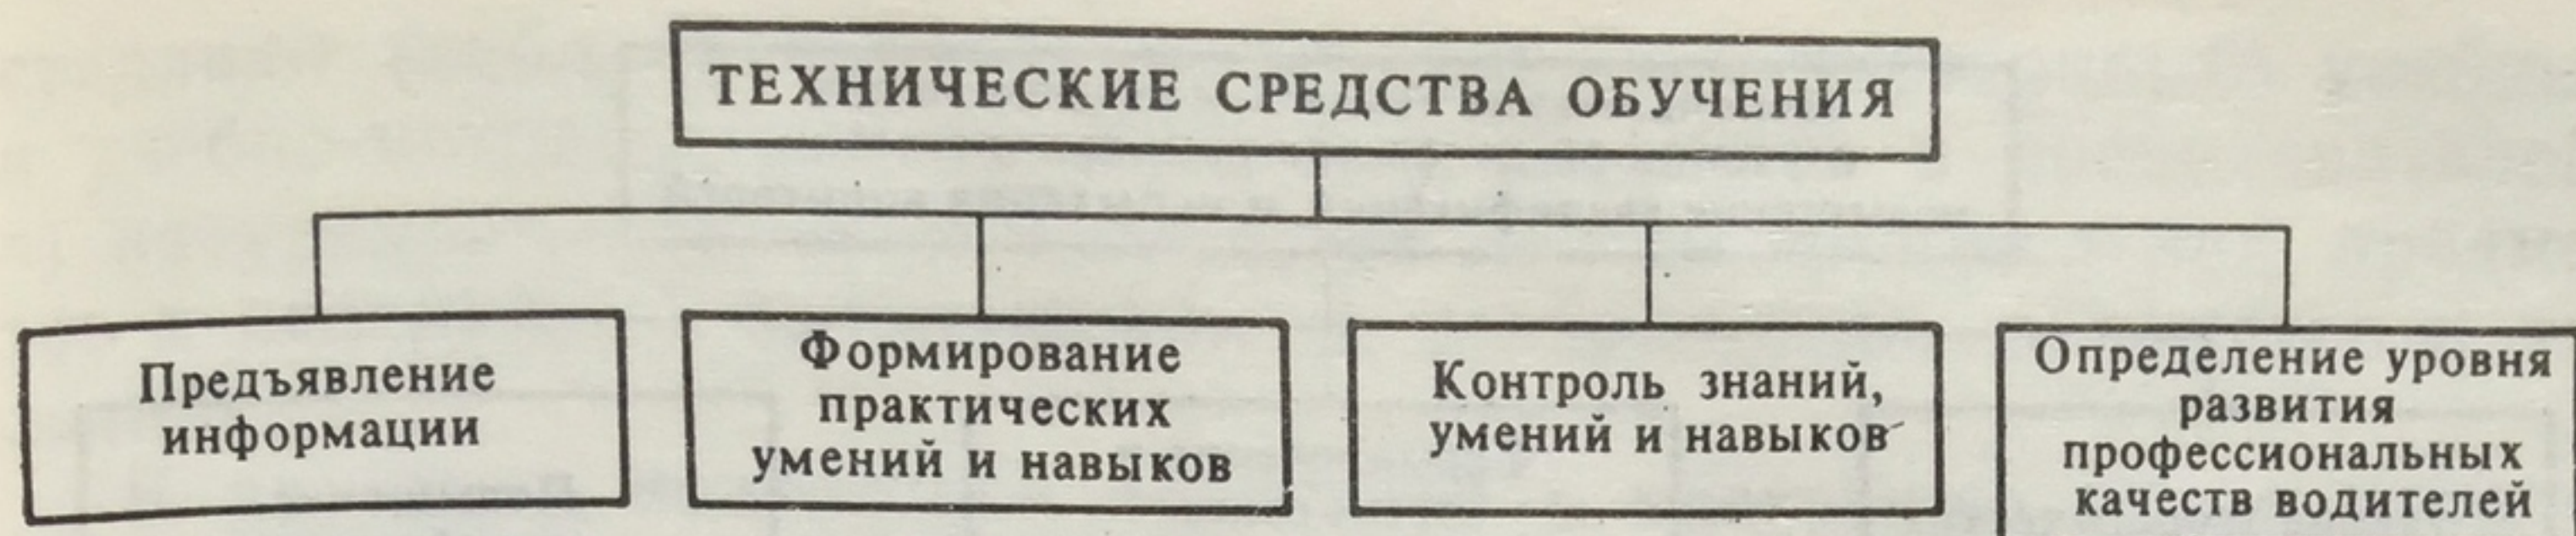 ТЕХНИЧЕСКИЕ СРЕДСТВА ОБУЧЕНИЯ
Предъявление
информации
Формирование
практических
умений и навыков
Контроль знаний,
умений и навыков
Определение уровня
развития
профессиональных
качеств водителей